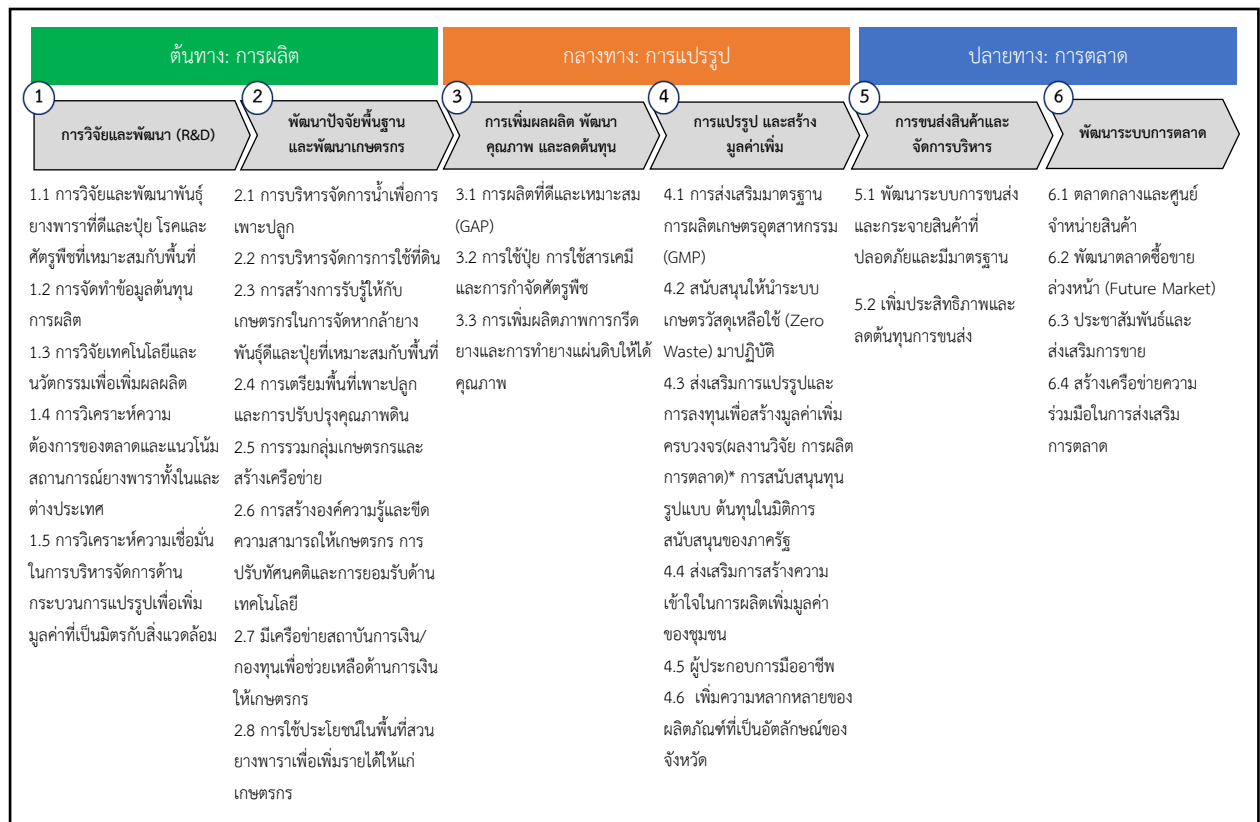 ต้นทาง: การผลิต
กลางทาง: การแปรรูป
ปลายทาง: การตลาด
1
การวิจัยและพัฒนา (R&D)
2
พัฒนาปัจจัยพื้นฐาน
และพัฒนาเกษตรกร
3
การเพิ่มผลผลิต พัฒนา
คุณภาพ และลดต้นทุน
4
การแปรรูป และสร้าง
มูลค่าเพิ่ม
5
การขนส่งสินค้าและ
จัดการบริหาร
6
พัฒนาระบบการตลาด
1.1 การวิจัยและพัฒนาพันธุ์
ยางพาราที่ดีและปุ๋ย โรคและ
ศัตรูพืชที่เหมาะสมกับพื้นที่
1.2 การจัดทำข้อมูลต้นทุน
การผลิต
1.3 การวิจัยเทคโนโลยีและ
นวัตกรรมเพื่อเพิ่มผลผลิต
1.4 การวิเคราะห์ความ
ต้องการของตลาดและแนวโน้ม
สถานการณ์ยางพาราทั้งในและ
ต่างประเทศ
1.5 การวิเคราะห์ความเชื่อมั่น
ในการบริหารจัดการด้าน
กระบวนการแปรรูปเพื่อเพิ่ม
มูลค่าที่เป็นมิตรกับสิ่งแวดล้อม
2.1 การบริหารจัดการน้ำเพื่อการ
เพาะปลูก
2.2 การบริหารจัดการการใช้ที่ดิน
2.3 การสร้างการรับรู้ให้กับ
เกษตรกรในการจัดหากล้ายาง
พันธุ์ดีและปุ๋ยที่เหมาะสมกับพื้นที่
2.4 การเตรียมพื้นที่เพาะปลูก
และการปรับปรุงคุณภาพดิน
2.5 การรวมกลุ่มเกษตรกรและ
สร้างเครือข่าย
2.6 การสร้างองค์ความรู้และขีด
ความสามารถให้เกษตรกร การ
ปรับทัศนคติและการยอมรับด้าน
เทคโนโลยี
2.7 มีเครือข่ายสถาบันการเงิน/
กองทุนเพื่อช่วยเหลือด้านการเงิน
ให้เกษตรกร
2.8 การใช้ประโยชน์ในพื้นที่สวน
ยางพาราเพื่อเพิ่มรายได้ให้แก่
เกษตรกร
3.1 การผลิตที่ดีและเหมาะสม
(GAP)
3.2 การใช้ปุ๋ย การใช้สารเคมี
และการกำจัดศัตรูพืช
3.3 การเพิ่มผลิตภาพการกรีด
ยางและการทำยางแผ่นดิบให้ได้
คุณภาพ
4.1 การส่งเสริมมาตรฐาน
การผลิตเกษตรอุตสาหกรรม
(GMP)
4.2 สนับสนุนให้นำระบบ
เกษตรวัสดุเหลือใช้ (Zero
Waste) มาปฏิบัติ
4.3 ส่งเสริมการแปรรูปและ
การลงทุนเพื่อสร้างมูลค่าเพิ่ม
ครบวงจร(ผลงานวิจัย การผลิต
การตลาด)* การสนับสนุนทุน
รูปแบบ ต้นทุนในมิติการ
สนับสนุนของภาครัฐ
4.4 ส่งเสริมการสร้างความ
เข้าใจในการผลิตเพิ่มมูลค่า
ของชุมชน
4.5 ผู้ประกอบการมืออาชีพ
4.6 เพิ่มความหลากหลายของ
ผลิตภัณฑ์ที่เป็นอัตลักษณ์ของ
จังหวัด
5.1 พัฒนาระบบการขนส่ง
และกระจายสินค้าที่
ปลอดภัยและมีมาตรฐาน
5.2 เพิ่มประสิทธิภาพและ
ลดต้นทุนการขนส่ง
6.1 ตลาดกลางและศูนย์
จำหน่ายสินค้า
6.2 พัฒนาตลาดซื้อขาย
ล่วงหน้า (Future Market)
6.3 ประชาสัมพันธ์และ
ส่งเสริมการขาย
6.4 สร้างเครือข่ายความ
ร่วมมือในการส่งเสริม
การตลาด